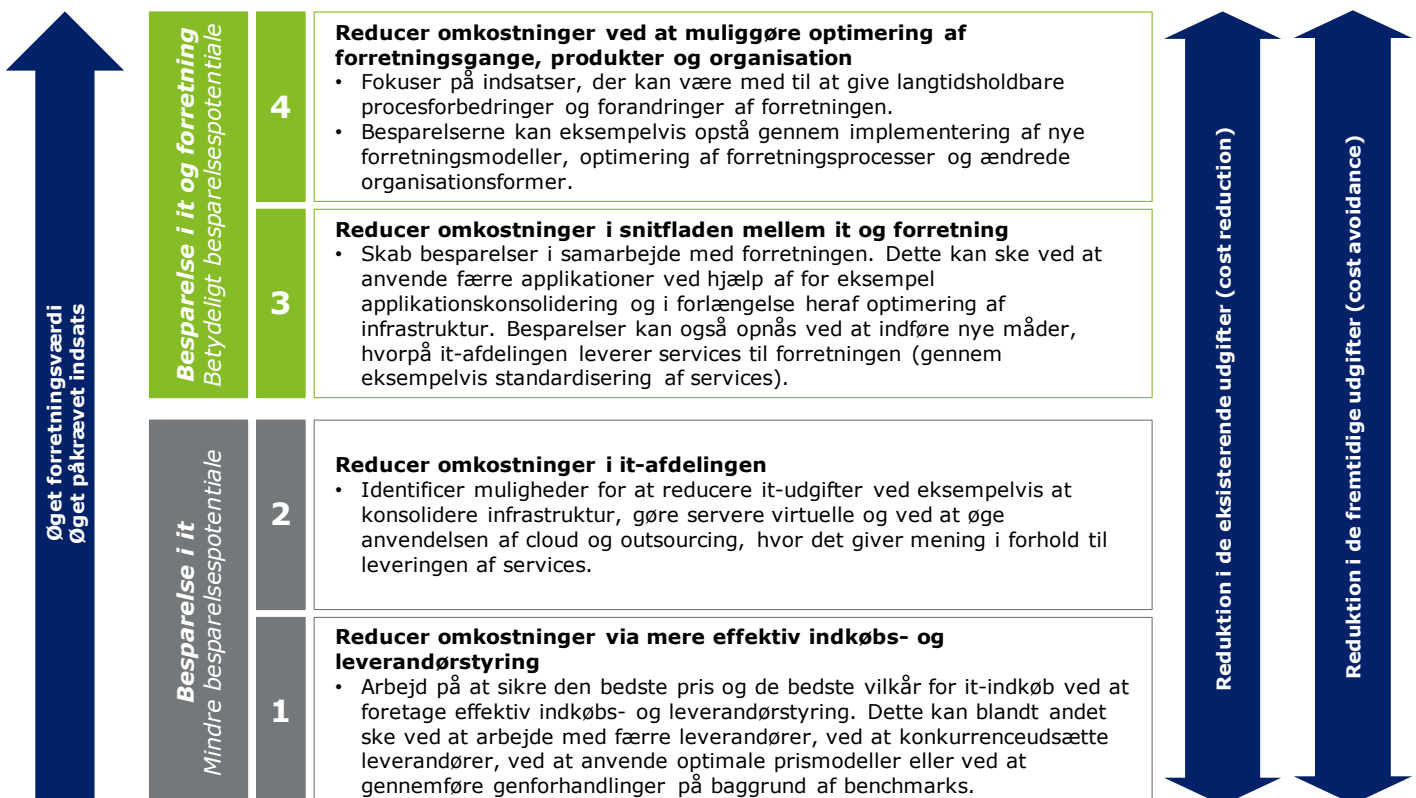 Øget forretningsværdi
Øget påkrævet indsats
Besparelse i it og forretning
Betydeligt besparelsespotentiale
4
Reducer omkostninger ved at muliggøre optimering af
forretningsgange, produkter og organisation
• Fokuser på indsatser, der kan være med til at give langtidsholdbare
procesforbedringer og forandringer af forretningen.
• Besparelserne kan eksempelvis opstå gennem implementering af nye
forretningsmodeller, optimering af forretningsprocesser og ændrede
organisationsformer.
3
Reducer omkostninger i snitfladen mellem it og forretning
• Skab besparelser i samarbejde med forretningen. Dette kan ske ved at
anvende færre applikationer ved hjælp af for eksempel
applikationskonsolidering og i forlængelse heraf optimering af
infrastruktur. Besparelser kan også opnås ved at indføre nye måder,
hvorpå it-afdelingen leverer services til forretningen (gennem
eksempelvis standardisering af services).
Besparelse i it
Mindre besparelsespotentiale
2
Reducer omkostninger i it-afdelingen
• Identificer muligheder for at reducere it-udgifter ved eksempelvis at
konsolidere infrastruktur, gøre servere virtuelle og ved at øge
anvendelsen af cloud og outsourcing, hvor det giver mening i forhold til
leveringen af services.
1
Reducer omkostninger via mere effektiv indkøbs- og
leverandørstyring
• Arbejd på at sikre den bedste pris og de bedste vilkår for it-indkøb ved at
foretage effektiv indkøbs- og leverandørstyring. Dette kan blandt andet
ske ved at arbejde med færre leverandører, ved at konkurrenceudsætte
leverandører, ved at anvende optimale prismodeller eller ved at
gennemføre genforhandlinger på baggrund af benchmarks.
Reduktion i de eksisterende udgifter (cost reduction)
Reduktion i de fremtidige udgifter (cost avoidance)